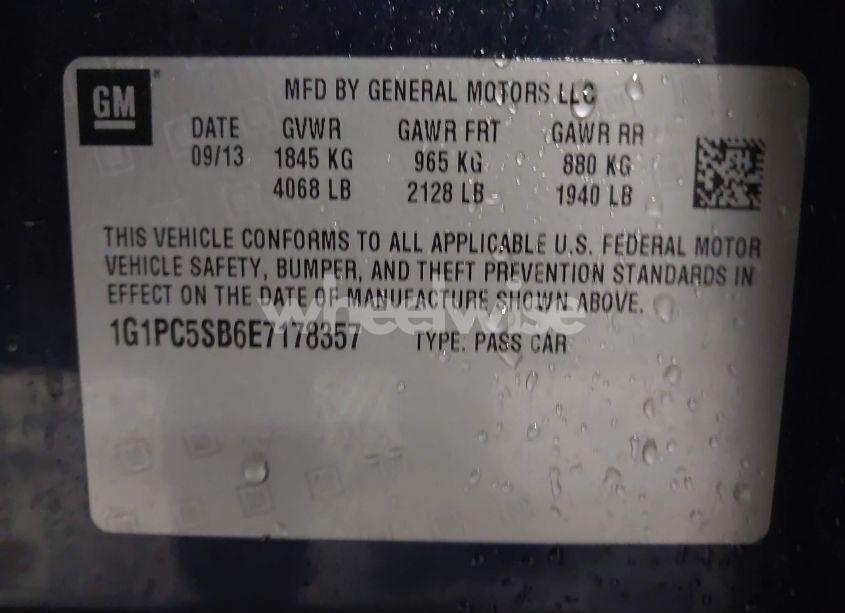 GM
MFD BY GENERAL MOTORS LLC
DATE GVWR GAWR FRT GAWR RR
09/13 1845 KG 965 KG 880 KG
4068 LB 2128 LB 1940 LB
THIS VEHICLE CONFORMS TO ALL APPLICABLE U.S. FEDERAL MOTOR
VEHICLE SAFETY, BUMPER, AND THEFT PREVENTION STANDARDS IN
EFFECT ON THE DATE OF MANUFACTURE SHOWN ABOVE.
wheelwise
1G1PC5SB6E7178357 TYPE: PASS CAR